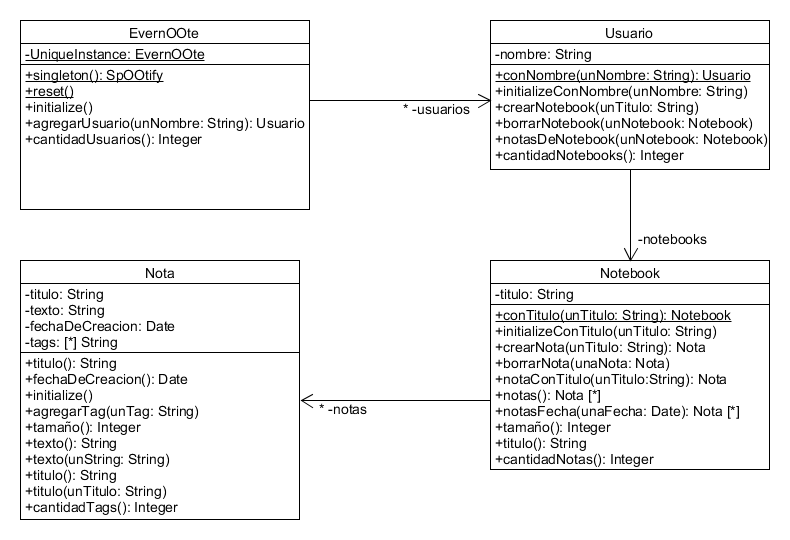 EvernOOte
-UniqueInstance: EvernOOte
+singleton(): SpOOtify
+reset()
+initialize()
+agregarUsuario(unNombre: String): Usuario
+cantidadUsuarios(): Integer
* -usuarios
Usuario
-nombre: String
+conNombre(unNombre: String): Usuario
+initializeConNombre(unNombre: String)
+crearNotebook(unTitulo: String)
+borrarNotebook(unNotebook: Notebook)
+notasDeNotebook(unNotebook: Notebook)
+cantidadNotebooks(): Integer
-notebooks
Nota
-titulo: String
-texto: String
-fechaDeCreacion: Date
-tags: [*] String
+titulo(): String
+fechaDeCreacion(): Date
+initialize()
+agregarTag(unTag: String)
+tamaño(): Integer
+texto(): String
+texto(unString: String)
+titulo(): String
+titulo(unTitulo: String)
+cantidadTags(): Integer
* -notas
Notebook
-titulo: String
+conTitulo(unTitulo: String): Notebook
+initializeConTitulo(unTitulo: String)
+crearNota(unTitulo: String): Nota
+borrarNota(unaNota: Nota)
+notaConTitulo(unTitulo:String): Nota
+notas(): Nota [*]
+notasFecha(unaFecha: Date): Nota [*]
+tamaño(): Integer
+titulo(): String
+cantidadNotas(): Integer